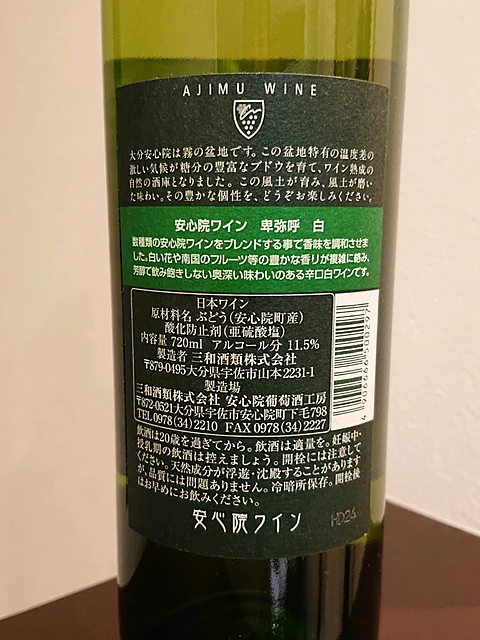 AJIMU WINE
大分安心院は霧の盆地です。この盆地特有の温度差の
激しい気候が糖分の豊富なブドウを育て、ワイン熟成の
自然の酒庫となりました。この風土が育み、風土が磨い
た味わい。その豊かな個性を、どうぞお楽しみください。
安心院ワイン 卑弥呼 白
数種類の安心院ワインをブレンドする事で香味を調和させま
した。白い花や南国のフルーツ等の豊かな香りが複雑に絡み、
芳醇で飲み飽きしない奥深い味わいのある辛口白ワインです。
日本ワイン
原材料名 ぶどう(安心院町産)
酸化防止剤(亜硫酸塩)
内容量 720ml アルコール分 11.5%
製造者 三和酒類株式会社
〒879-0495大分県宇佐市山本2231-1
製造場
三和酒類株式会社 安心院葡萄酒工房
〒872-0521大分県宇佐市安心院町下毛798
TEL0978(34)2210 FAX0978(34)2227
4 906666 500297
飲酒は20歳を過ぎてから。飲酒は適量を。妊娠中・
授乳期の飲酒は控えましょう。開栓には注意して
ください。天然成分が浮遊・沈殿することがあります
が、品質には問題ありません。冷暗所保存。開栓後
はお早めにお飲みください。
安心院ワイン
HD24